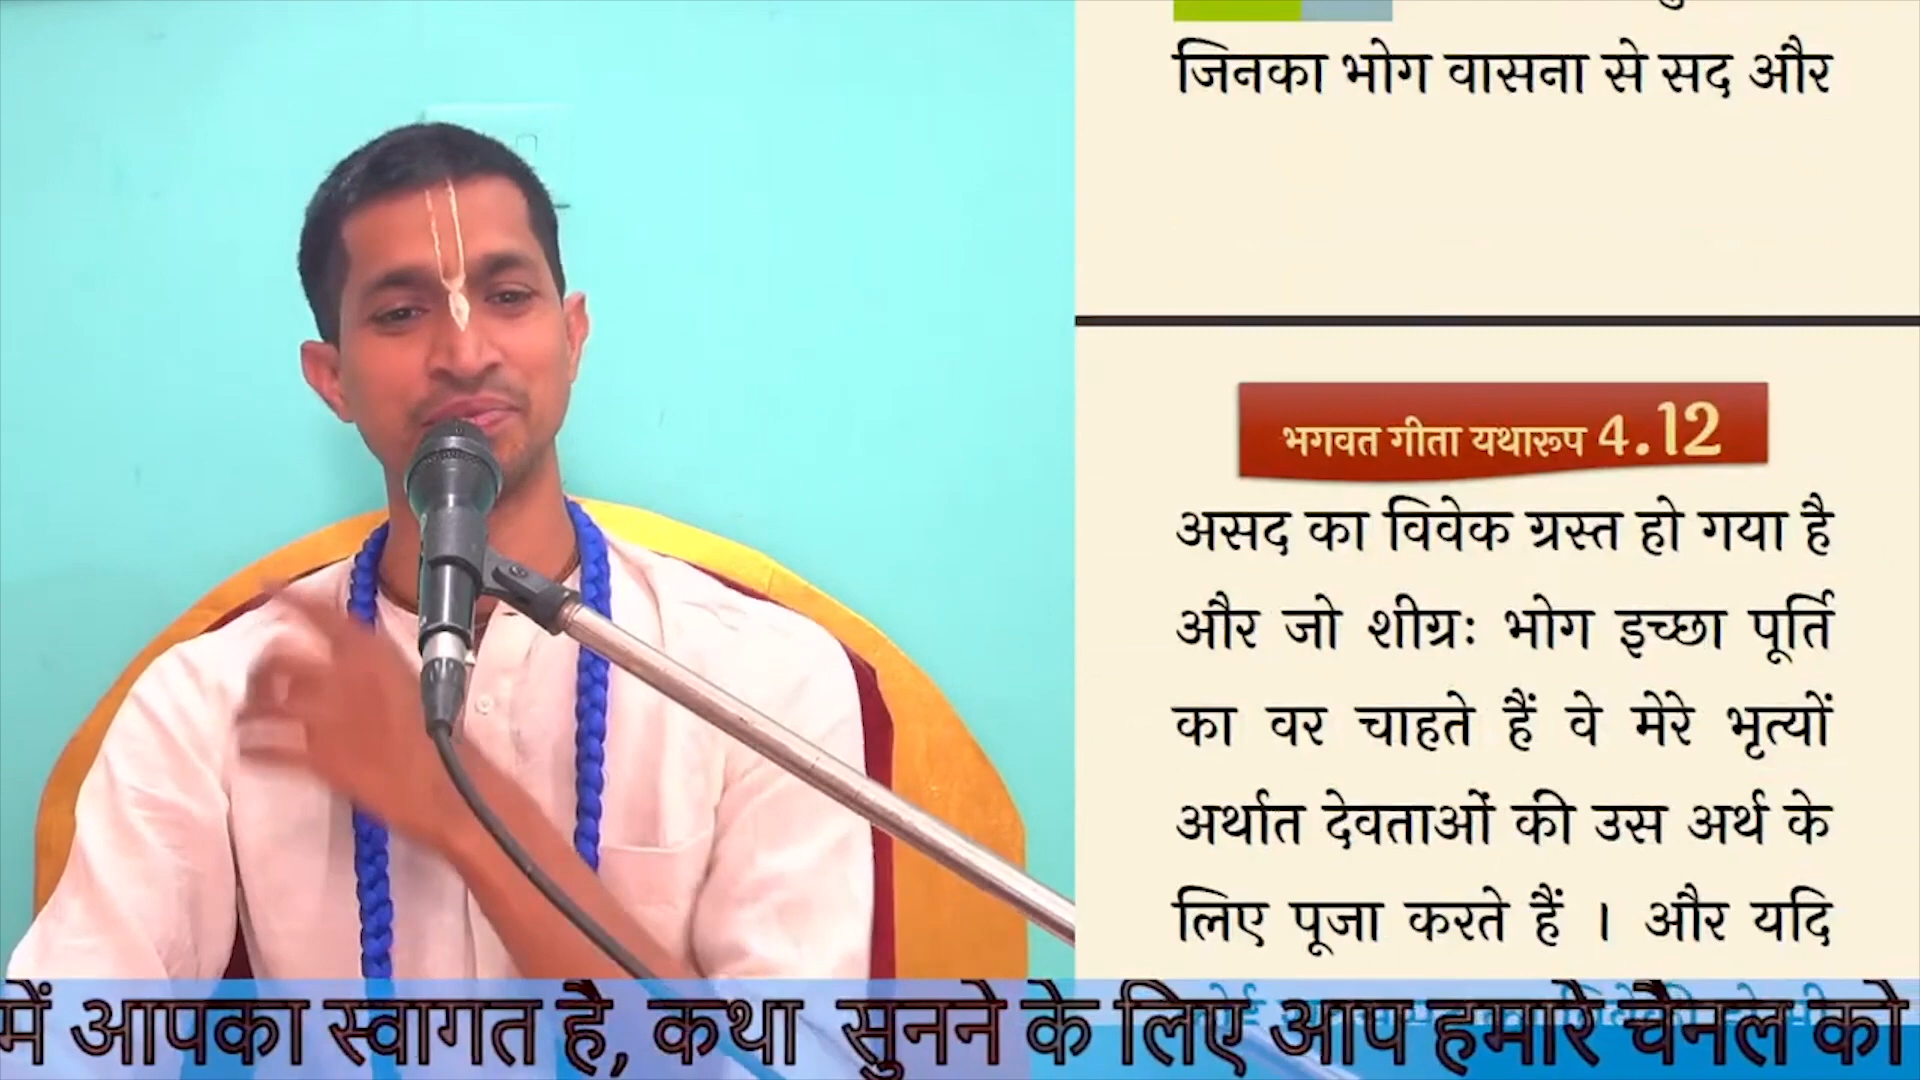 जिनका भोग वासना से सद और
भगवत गीता यथारूप 4.12
असद का विवेक ग्रस्त हो गया है
और जो शीग्रः भोग इच्छा पूर्ति
का वर चाहते हैं वे मेरे भृत्यों
अर्थात देवताओं की उस अर्थ के
लिए पूजा करते हैं । और यदि
में आपका स्वागत है, कथा सुनने के लिए आप हमारे चैनल को